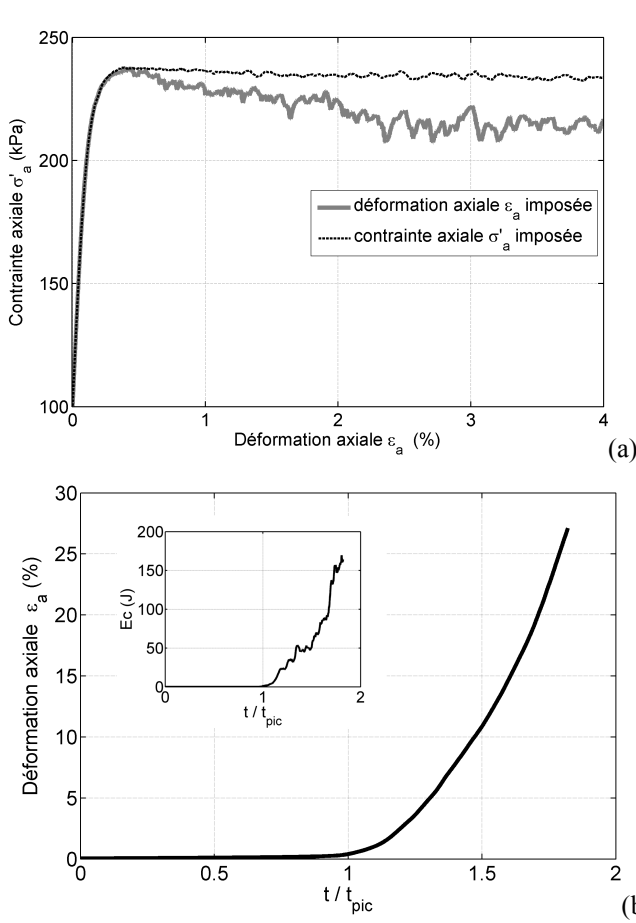 250
200
150
100
Contrainte axiale σ'a (kPa)
déformation axiale εa imposée
contrainte axiale σ'a imposée
0 1 2 3 4
Déformation axiale εa (%)
(a)
30
25
20
15
10
5
0
Déformation axiale εa (%)
200
150
100
50
0
Ec (J)
0 1 2
t / tpic
0 0.5 1 1.5 2
t / tpic
(b